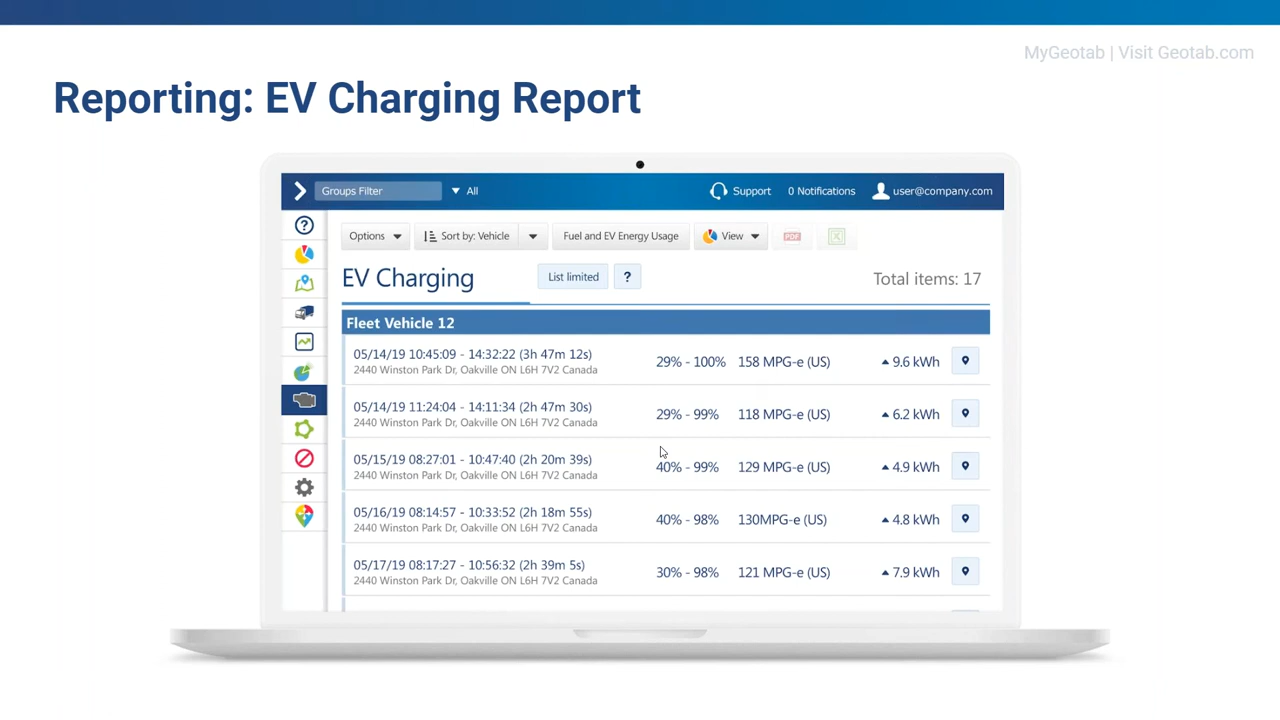 MyGeotab | Visit Geotab.com
Reporting: EV Charging Report
Groups Filter All Support 0 Notifications user@company.com
Options Sort by: Vehicle Fuel and EV Energy Usage View PDF
EV Charging List limited ? Total items: 17
Fleet Vehicle 12
05/14/19 10:45:09 - 14:32:22 (3h 47m 12s) 29% - 100% 158 MPG-e (US) 9.6 kWh
2440 Winston Park Dr, Oakville ON L6H 7V2 Canada
05/14/19 11:24:04 - 14:11:34 (2h 47m 30s) 29% - 99% 118 MPG-e (US) 6.2 kWh
2440 Winston Park Dr, Oakville ON L6H 7V2 Canada
05/15/19 08:27:01 - 10:47:40 (2h 20m 39s) 40% - 99% 129 MPG-e (US) 4.9 kWh
2440 Winston Park Dr, Oakville ON L6H 7V2 Canada
05/16/19 08:14:57 - 10:33:52 (2h 18m 55s) 40% - 98% 130MPG-e (US) 4.8 kWh
2440 Winston Park Dr, Oakville ON L6H 7V2 Canada
05/17/19 08:17:27 - 10:56:32 (2h 39m 5s) 30% - 98% 121 MPG-e (US) 7.9 kWh
2440 Winston Park Dr, Oakville ON L6H 7V2 Canada